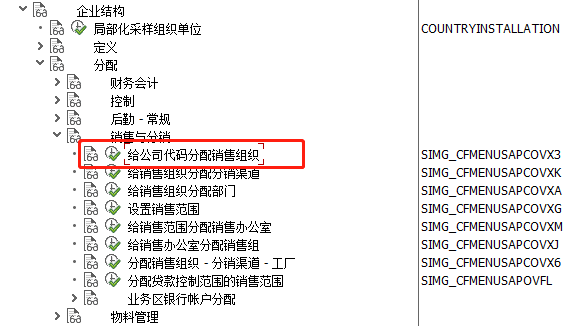 企业结构
局部化采样组织单位 COUNTRYINSTALLATION
定义
分配
财务会计
控制
后勤 - 常规
销售与分销
给公司代码分配销售组织 SIMG_CFMENUSAPCOVX3
给销售组织分配分销渠道 SIMG_CFMENUSAPCOVXK
给销售组织分配部门 SIMG_CFMENUSAPCOVXA
设置销售范围 SIMG_CFMENUSAPCOVXG
给销售范围分配销售办公室 SIMG_CFMENUSAPCOVXM
给销售办公室分配销售组 SIMG_CFMENUSAPCOVXJ
分配销售组织 - 分销渠道 - 工厂 SIMG_CFMENUSAPCOVX6
分配贷款控制范围的销售范围 SIMG_CFMENUSAPOVFL
业务区银行帐户分配
物料管理